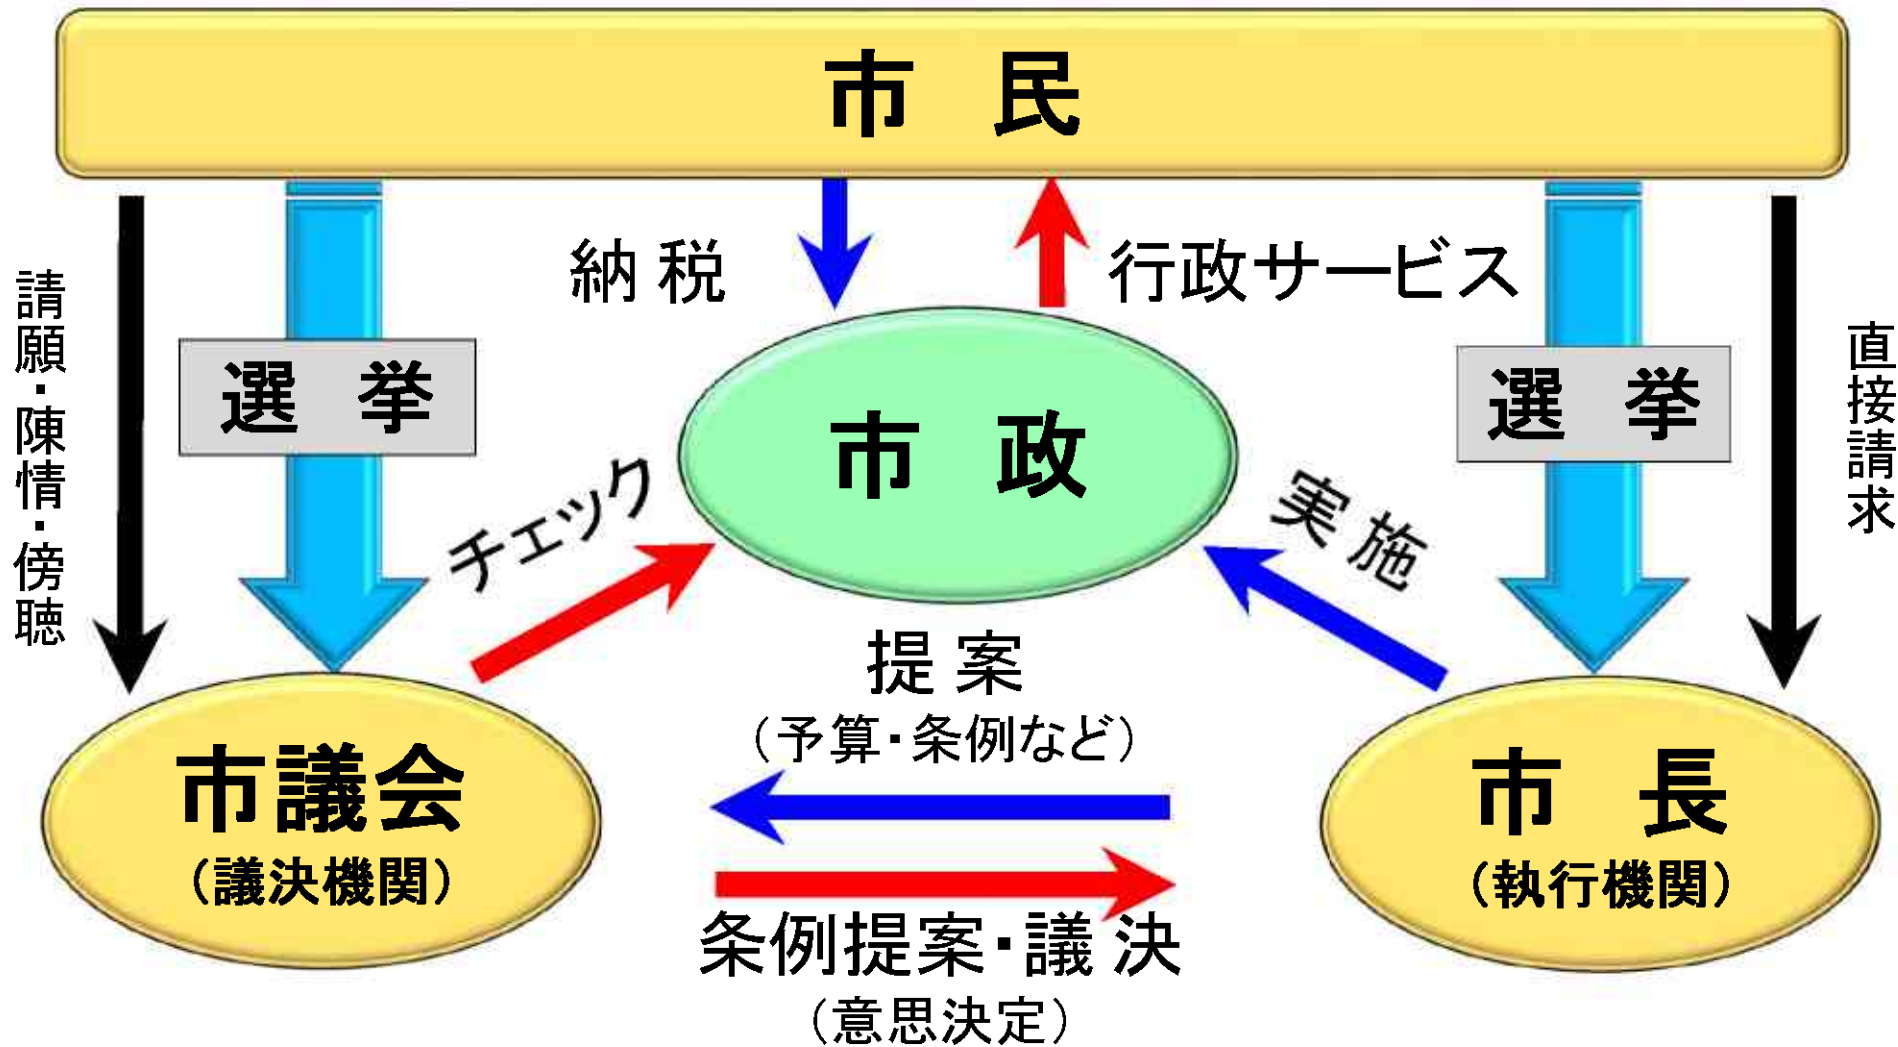 市 民
納 税
行政サービス
請願・陳情・傍聴
選 挙
選 挙
直接請求
市 政
チェック
実 施
提 案
（予算・条例など）
市議会
（議決機関）
市 長
（執行機関）
条例提案・議 決
（意思決定）